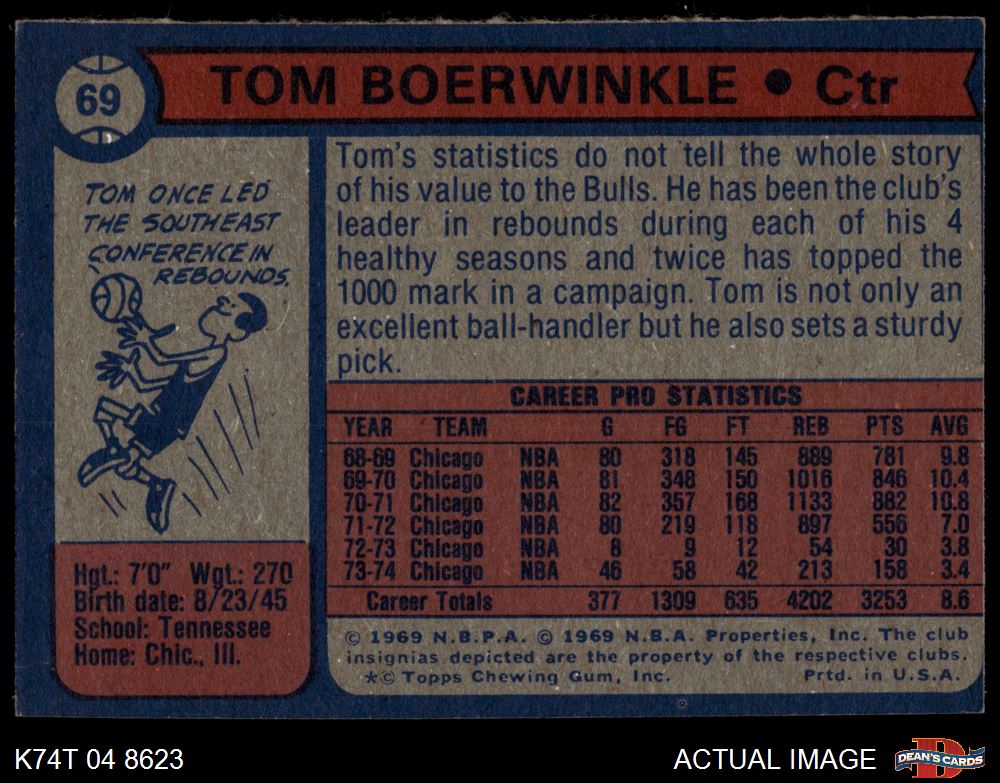 69
TOM BOERWINKLE • Ctr
TOM ONCE LED
THE SOUTHEAST
CONFERENCE IN
REBOUNDS.
Tom's statistics do not tell the whole story
of his value to the Bulls. He has been the club's
leader in rebounds during each of his 4
healthy seasons and twice has topped the
1000 mark in a campaign. Tom is not only an
excellent ball-handler but he also sets a sturdy
pick.
CAREER PRO STATISTICS
YEAR TEAM G FG FT REB PTS AVG
68-69 Chicago NBA 80 318 145 889 781 9.8
69-70 Chicago NBA 81 348 150 1016 846 10.4
70-71 Chicago NBA 82 357 168 1133 882 10.8
71-72 Chicago NBA 80 219 118 897 556 7.0
72-73 Chicago NBA 8 9 12 54 30 3.8
73-74 Chicago NBA 46 58 42 213 158 3.4
Career Totals 377 1309 635 4202 3253 8.6
Hgt.: 7'0" Wgt.: 270
Birth date: 8/23/45
School: Tennessee
Home: Chic., Ill.
© 1969 N.B.P.A. © 1969 N.B.A. Properties, Inc. The club
insignias depicted are the property of the respective clubs.
*© Topps Chewing Gum, Inc. Prtd. in U.S.A.
K74T 04 8623
ACTUAL IMAGE
D
DEAN'S CARDS